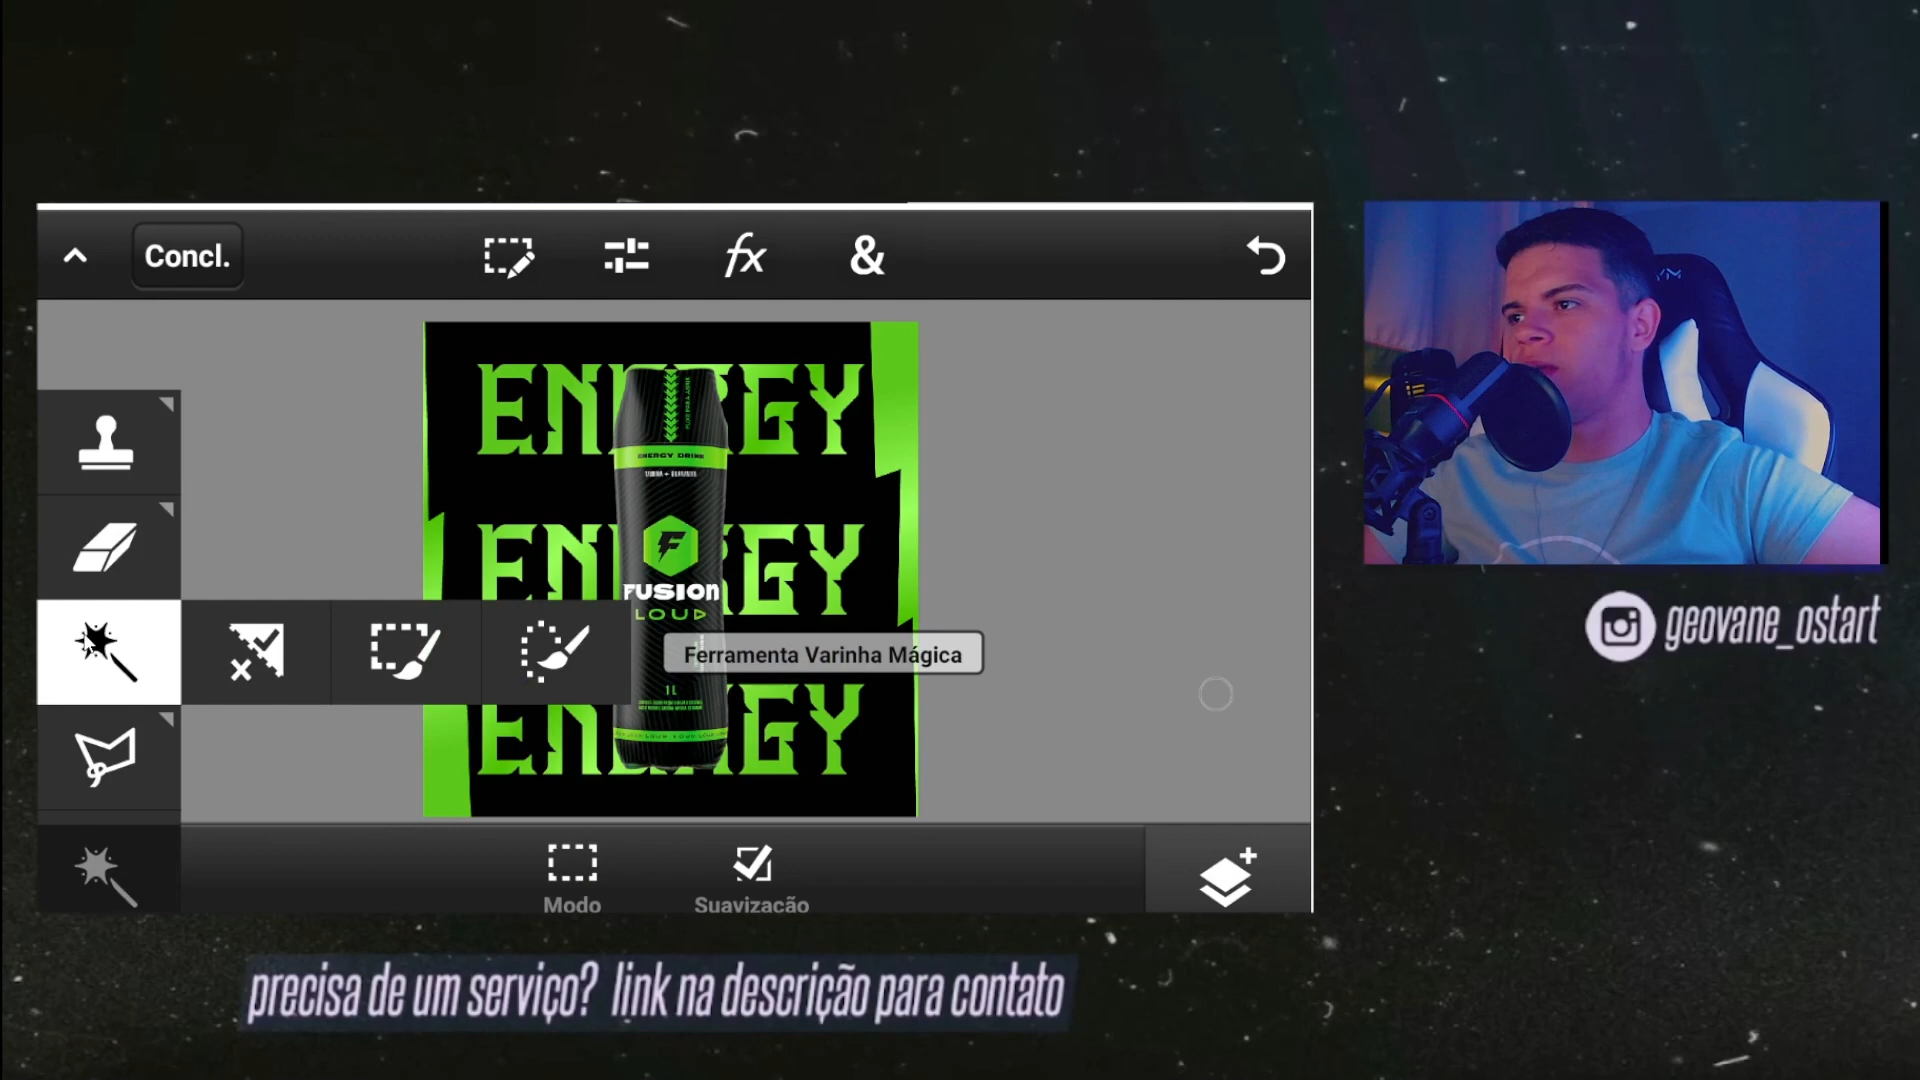 Concl.
fx
&
ENERGY
ENERGY DRINK
ENERGY
F
FUSION
LOUD
Ferramenta Varinha Mágica
1L
ENERGY
Modo
Suavização
geovane_ostart
precisa de um serviço? link na descrição para contato